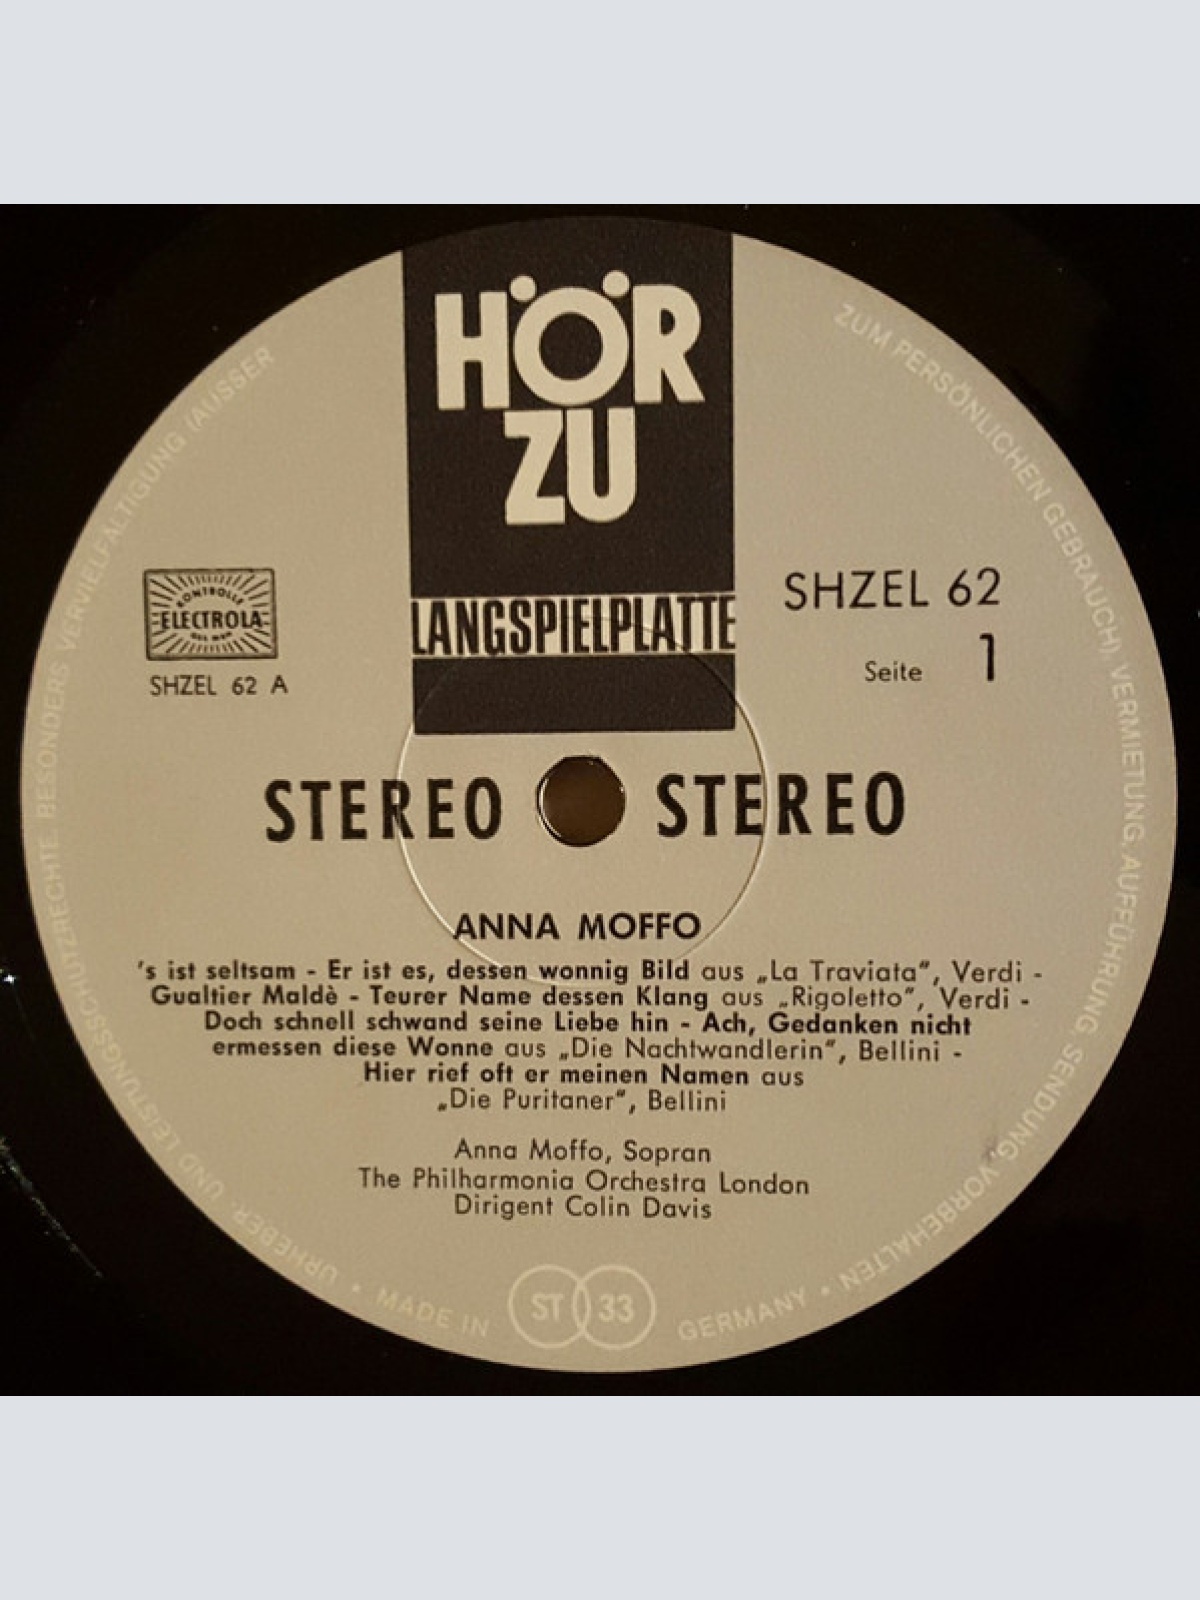 HÖR
ZU
LANGSPIELPLATTE
KONTROLLE
ELECTROLA
SHZEL 62 A
SHZEL 62
Seite 1
STEREO STEREO
ANNA MOFFO
's ist seltsam - Er ist es, dessen wonnig Bild aus „La Traviata", Verdi -
Gualtier Maldè - Teurer Name dessen Klang aus „Rigoletto", Verdi -
Doch schnell schwand seine Liebe hin - Ach, Gedanken nicht
ermessen diese Wonne aus „Die Nachtwandlerin", Bellini -
Hier rief oft er meinen Namen aus
„Die Puritaner", Bellini
Anna Moffo, Sopran
The Philharmonia Orchestra London
Dirigent Colin Davis
ST 33
MADE IN GERMANY •
URHEBER- UND LEISTUNGSSCHUTZRECHTE, BESONDERS VERVIELFÄLTIGUNG (AUSSER
ZUM PERSÖNLICHEN GEBRAUCH), VERMIETUNG, AUFFÜHRUNG, SENDUNG, VORBEHALTEN •